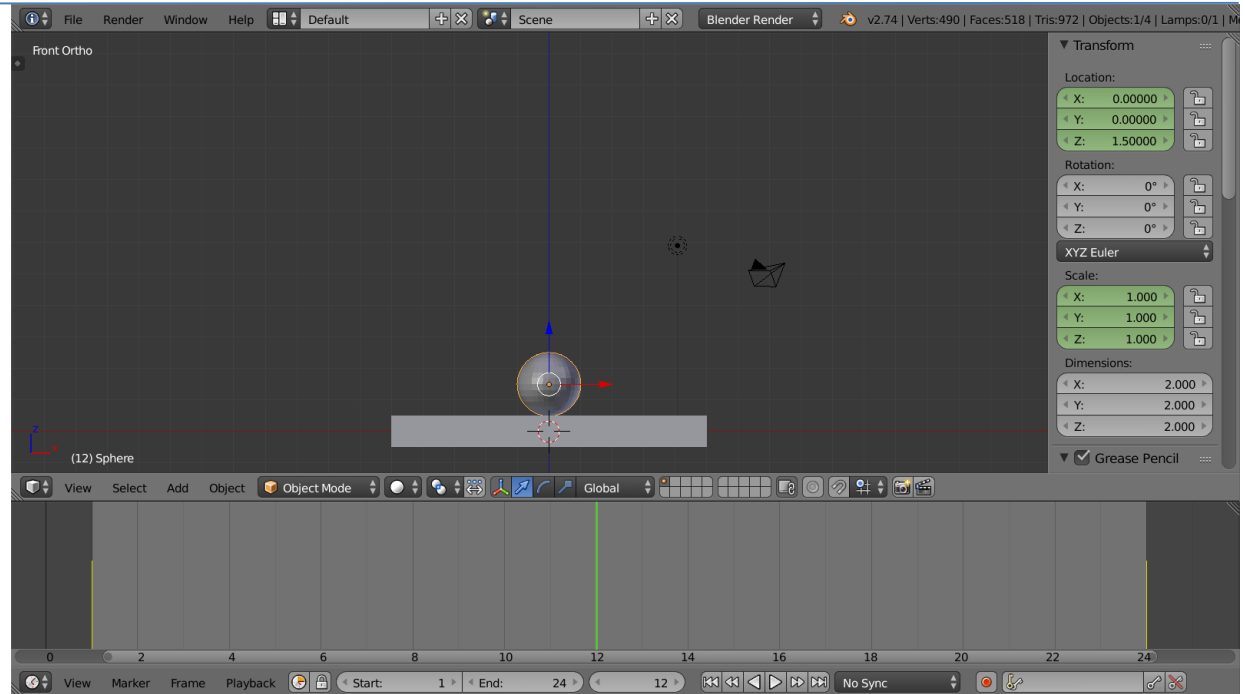 File Render Window Help Default Scene Blender Render v2.74 | Verts:490 | Faces:518 | Tris:972 | Objects:1/4 | Lamps:0/1 |
Front Ortho
Transform
Location:
X: 0.00000
Y: 0.00000
Z: 1.50000
Rotation:
X: 0°
Y: 0°
Z: 0°
XYZ Euler
Scale:
X: 1.000
Y: 1.000
Z: 1.000
Dimensions:
X: 2.000
Y: 2.000
Z: 2.000
z
x
(12) Sphere
Grease Pencil
View Select Add Object Object Mode Global
0 2 4 6 8 10 12 14 16 18 20 22 24
View Marker Frame Playback Start: 1 End: 24 12 No Sync